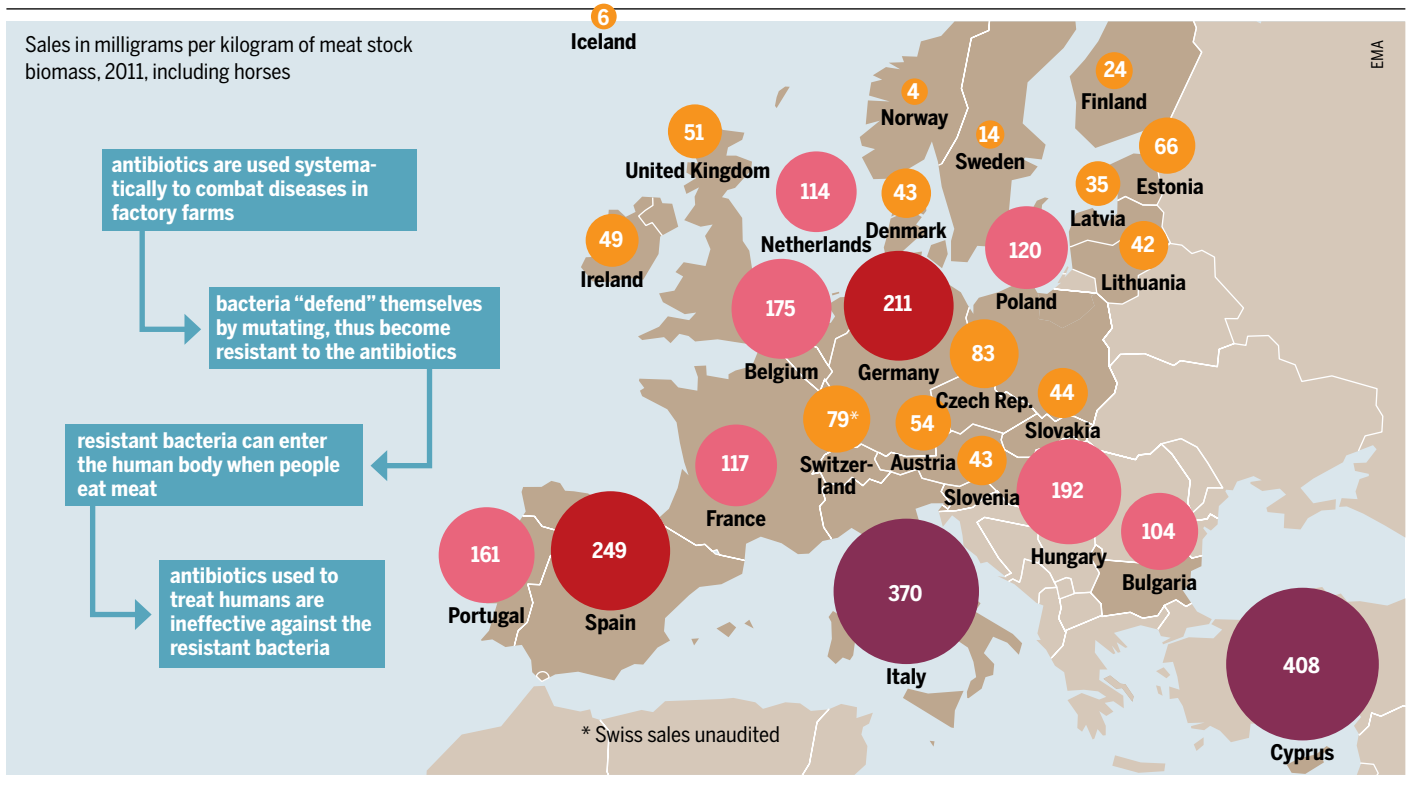 Sales in milligrams per kilogram of meat stock
biomass, 2011, including horses
EMA
antibiotics are used systema-
tically to combat diseases in
factory farms
bacteria “defend” themselves
by mutating, thus become
resistant to the antibiotics
resistant bacteria can enter
the human body when people
eat meat
antibiotics used to
treat humans are
ineffective against the
resistant bacteria
6
Iceland
4
Norway
14
Sweden
24
Finland
66
Estonia
35
Latvia
42
Lithuania
51
United Kingdom
49
Ireland
114
Netherlands
43
Denmark
120
Poland
175
Belgium
211
Germany
83
Czech Rep.
44
Slovakia
79*
Switzer-
land
54
Austria
43
Slovenia
117
France
192
Hungary
104
Bulgaria
161
Portugal
249
Spain
370
Italy
408
Cyprus
* Swiss sales unaudited